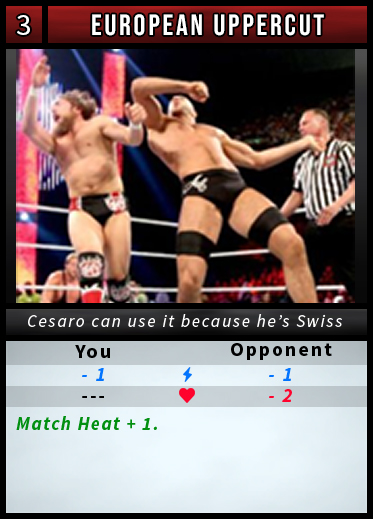 3 EUROPEAN UPPERCUT
Cesaro can use it because he's Swiss
You Opponent
- 1 - 1
--- - 2
Match Heat + 1.